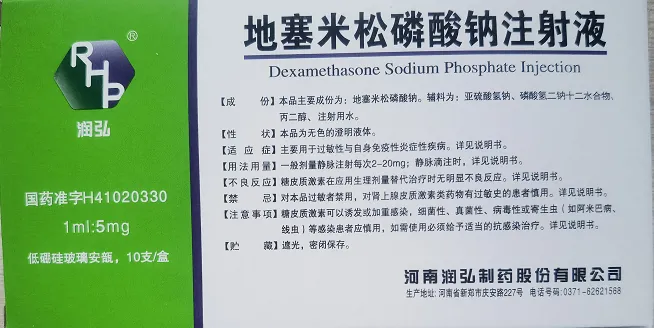 RHP®
润弘
国药准字H41020330
1ml:5mg
低硼硅玻璃安瓿,10支/盒
地塞米松磷酸钠注射液
Dexamethasone Sodium Phosphate Injection
【成 份】本品主要成份为:地塞米松磷酸钠。辅料为:亚硫酸氢钠、磷酸氢二钠十二水合物、
丙二醇、注射用水。
【性 状】本品为无色的澄明液体。
【适 应 症】主要用于过敏性与自身免疫性炎症性疾病。详见说明书。
【用法用量】一般剂量静脉注射每次2-20mg;静脉滴注时,详见说明书。
【不良反应】糖皮质激素在应用生理剂量替代治疗时无明显不良反应。详见说明书。
【禁 忌】对本品过敏者禁用,对肾上腺皮质激素类药物有过敏史的患者慎用。详见说明书。
【注意事项】糖皮质激素可以诱发或加重感染,细菌性、真菌性、病毒性或寄生虫(如阿米巴病、
线虫)等感染患者应慎用,如需使用必须给予适当的抗感染治疗。详见说明书。
【贮 藏】遮光,密闭保存。
河南润弘制药股份有限公司
生产地址:河南省新郑市庆安路227号 电话号码:0371-62621568